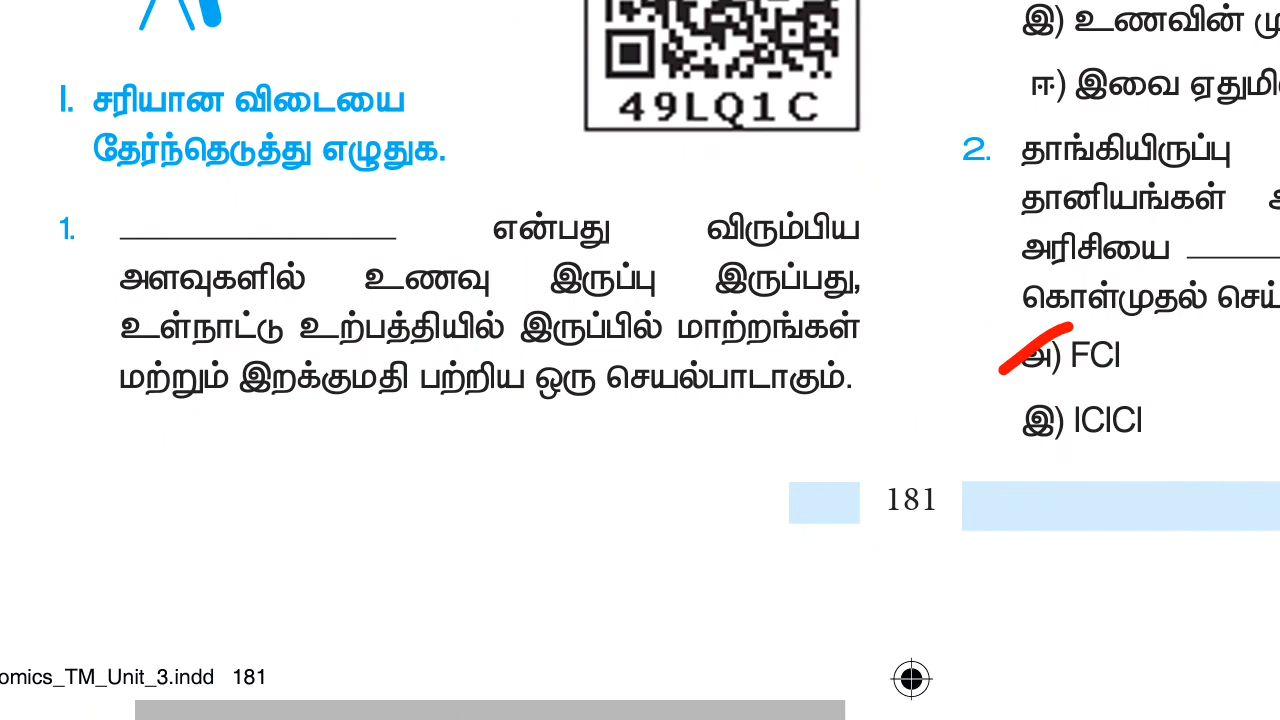 49LQ1C
I. சரியான விடையை
தேர்ந்தெடுத்து எழுதுக.
1. ____________ என்பது விரும்பிய
அளவுகளில் உணவு இருப்பு இருப்பது,
உள்நாட்டு உற்பத்தியில் இருப்பில் மாற்றங்கள்
மற்றும் இறக்குமதி பற்றிய ஒரு செயல்பாடாகும்.
இ) உணவின்
ஈ) இவை
2. தாங்கியிருப்பு
தானியங்கள்
அரிசியை ______
கொள்முதல்
அ) FCI
இ) ICICI
181
omics_TM_Unit_3.indd 181